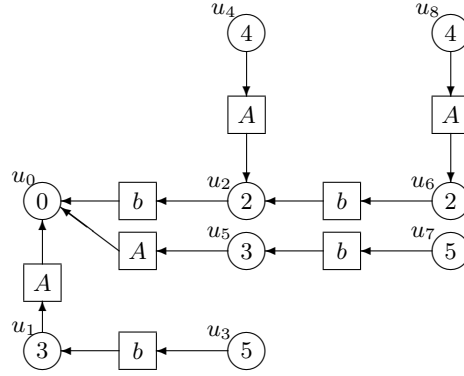 u₄ u₈
4 4
A A
u₀ u₂ u₆
0 b 2 b 2
u₅ u₇
A 3 b 5
A
u₁ u₃
3 b 5